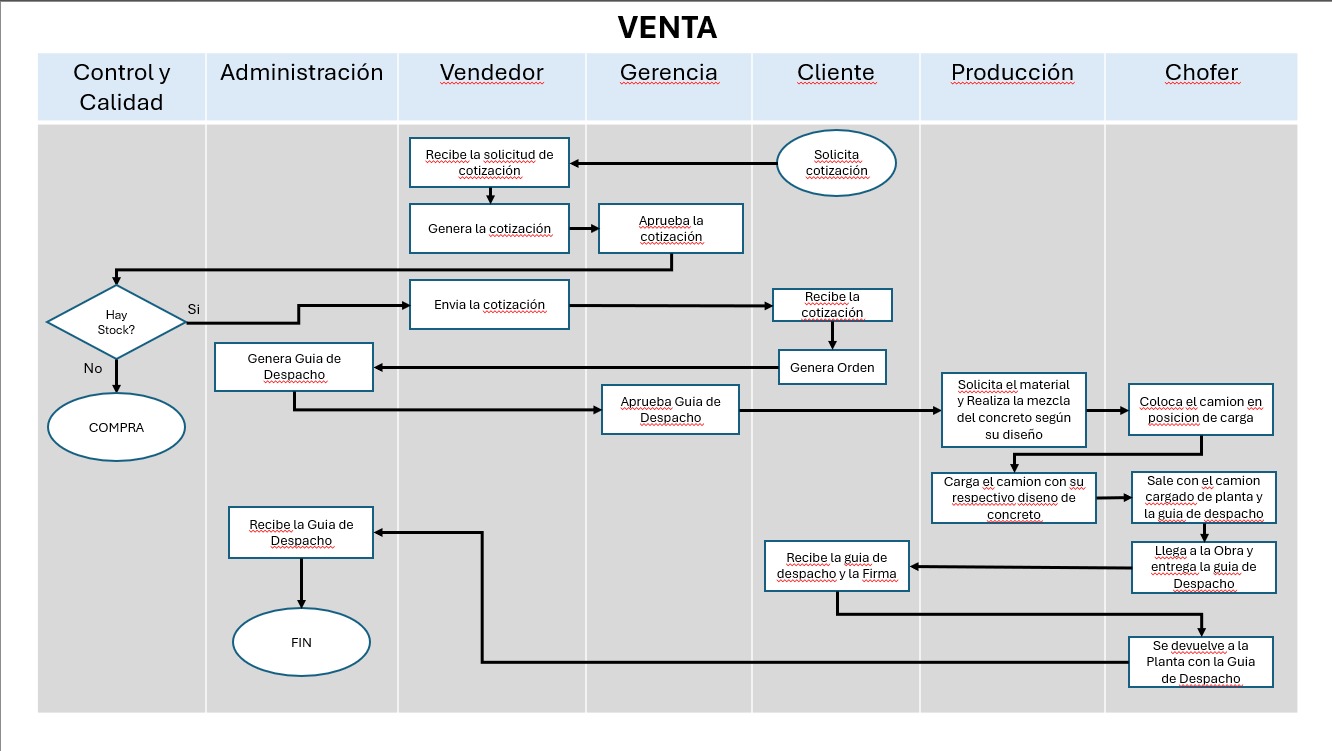 VENTA
Control y
Calidad
Administración
Vendedor
Gerencia
Cliente
Producción
Chofer
Recibe la solicitud de
cotización
Solicita
cotización
Genera la cotización
Aprueba la
cotización
Hay
Stock?
Si
No
Envia la cotización
Recibe la
cotización
Genera Guia de
Despacho
Genera Orden
COMPRA
Aprueba Guia de
Despacho
Solicita el material
y Realiza la mezcla
del concreto según
su diseño
Coloca el camion en
posicion de carga
Carga el camion con su
respectivo diseno de
concreto
Sale con el camion
cargado de planta y
la guia de despacho
Recibe la Guia de
Despacho
Recibe la guia de
despacho y la Firma
Llega a la Obra y
entrega la guia de
Despacho
FIN
Se devuelve a la
Planta con la Guia
de Despacho